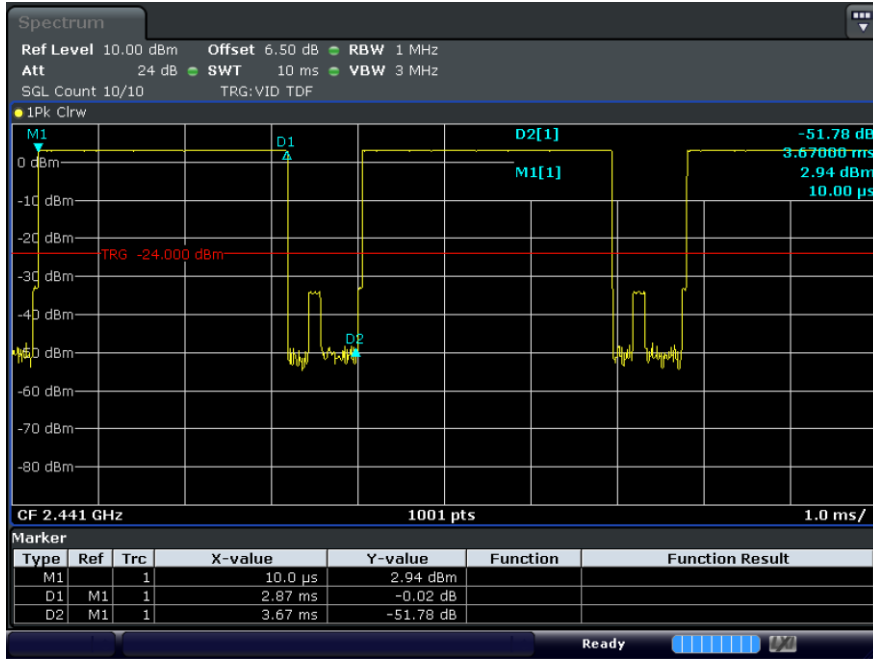 Spectrum
Ref Level 10.00 dBm Offset 6.50 dB RBW 1 MHz
Att 24 dB SWT 10 ms VBW 3 MHz
SGL Count 10/10 TRG:VID TDF
1Pk Clrw
M1 D1 D2[1] -51.78 dB
3.67000 ms
0 dBm M1[1] 2.94 dBm
10.00 µs
-10 dBm
-20 dBm
TRG -24.000 dBm
-30 dBm
-40 dBm
D2
-50 dBm
-60 dBm
-70 dBm
-80 dBm
CF 2.441 GHz 1001 pts 1.0 ms/
Marker
Type Ref Trc X-value Y-value Function Function Result
M1 1 10.0 µs 2.94 dBm
D1 M1 1 2.87 ms -0.02 dB
D2 M1 1 3.67 ms -51.78 dB
Ready